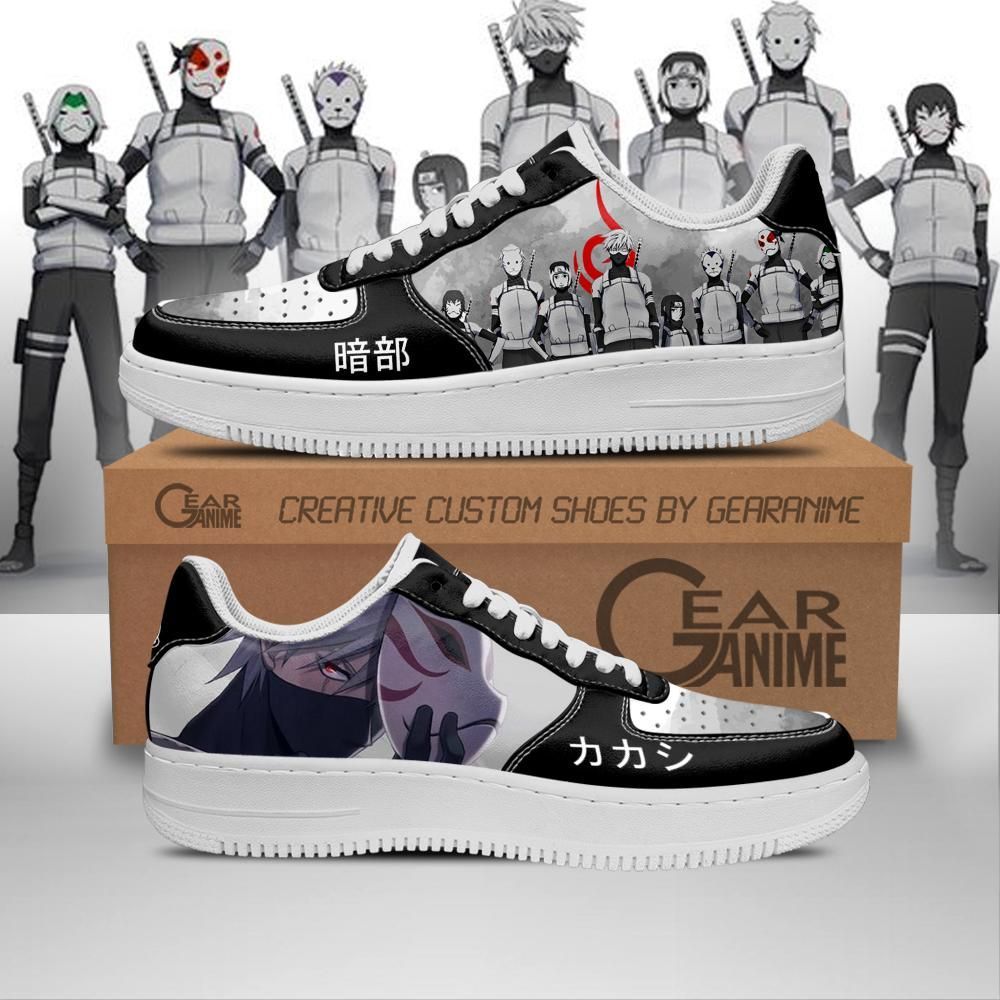 暗部
GEAR
ANIME
CREATIVE CUSTOM SHOES BY GEARANIME
GEAR
ANIME
カカシ